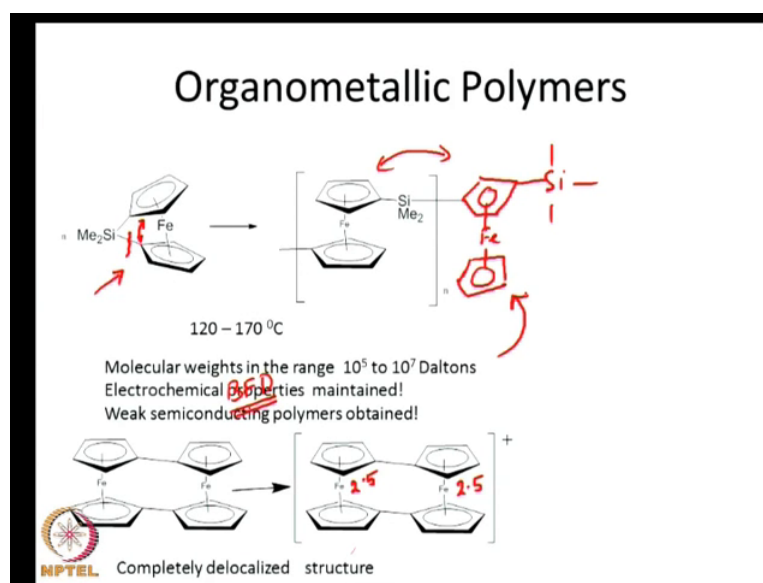 Organometallic Polymers
Si
n Me₂Si Fe Fe Si Me₂ Fe n
120 – 170 ⁰C
Molecular weights in the range 10⁵ to 10⁷ Daltons
Electrochemical properties maintained!
BFD
Weak semiconducting polymers obtained!
+
Fe Fe Fe 2.5 Fe 2.5
NPTEL Completely delocalized structure